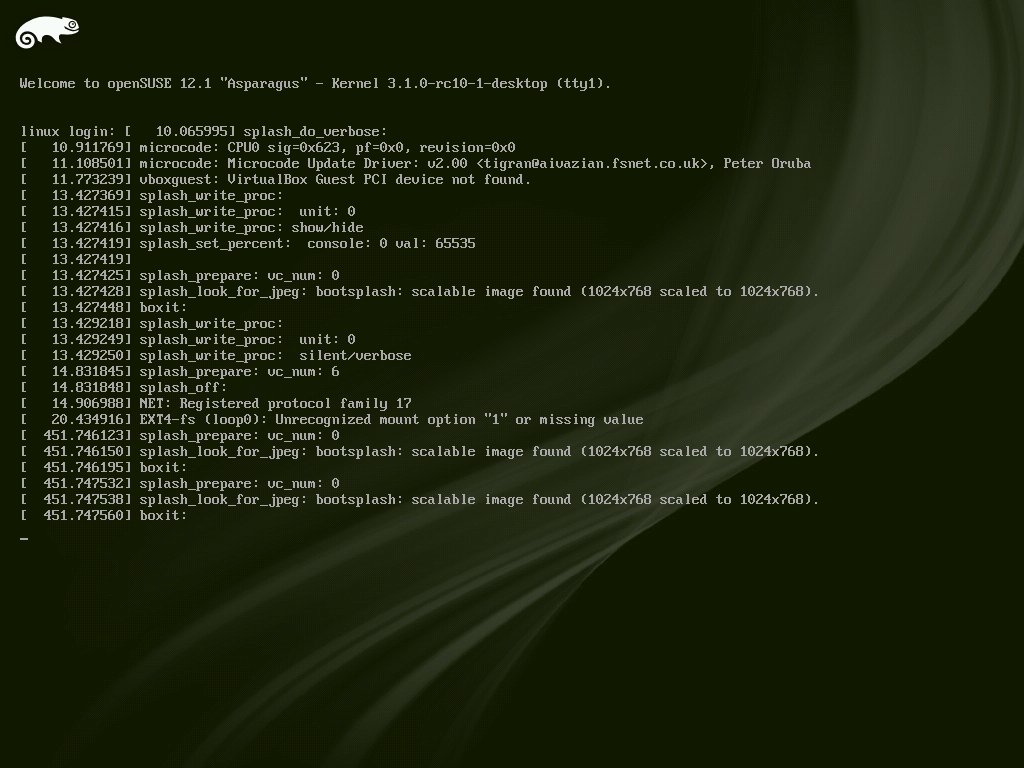 Welcome to openSUSE 12.1 "Asparagus" - Kernel 3.1.0-rc10-1-desktop (tty1).
linux login: [   10.065995] splash_do_verbose:
[   10.911769] microcode: CPU0 sig=0x623, pf=0x0, revision=0x0
[   11.108501] microcode: Microcode Update Driver: v2.00 <tigran@aivazian.fsnet.co.uk>, Peter Oruba
[   11.773239] vboxguest: VirtualBox Guest PCI device not found.
[   13.427369] splash_write_proc:
[   13.427415] splash_write_proc:  unit: 0
[   13.427416] splash_write_proc: show/hide
[   13.427419] splash_set_percent:  console: 0 val: 65535
[   13.427419]
[   13.427425] splash_prepare: vc_num: 0
[   13.427428] splash_look_for_jpeg: bootsplash: scalable image found (1024x768 scaled to 1024x768).
[   13.427448] boxit:
[   13.429218] splash_write_proc:
[   13.429249] splash_write_proc:  unit: 0
[   13.429250] splash_write_proc:  silent/verbose
[   14.831845] splash_prepare: vc_num: 6
[   14.831848] splash_off:
[   14.906988] NET: Registered protocol family 17
[   20.434916] EXT4-fs (loop0): Unrecognized mount option "1" or missing value
[  451.746123] splash_prepare: vc_num: 0
[  451.746150] splash_look_for_jpeg: bootsplash: scalable image found (1024x768 scaled to 1024x768).
[  451.746195] boxit:
[  451.747532] splash_prepare: vc_num: 0
[  451.747538] splash_look_for_jpeg: bootsplash: scalable image found (1024x768 scaled to 1024x768).
[  451.747560] boxit:
_